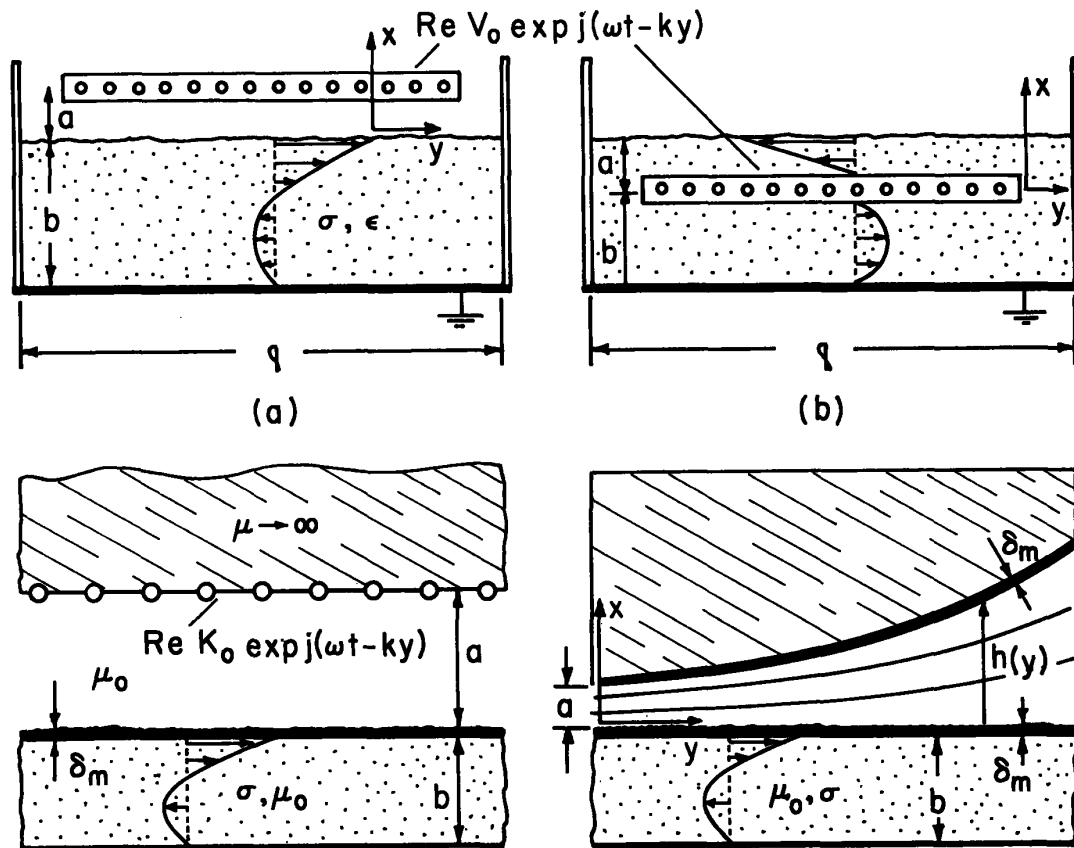 Re V₀ exp j(ωt-ky)
x
a
y
b
σ, ϵ
q
(a)
x
a
y
b
q
(b)
μ → ∞
Re K₀ exp j(ωt-ky)
a
μ₀
δₘ
σ, μ₀
b
δₘ
x
h(y)
a
y
δₘ
μ₀, σ
b